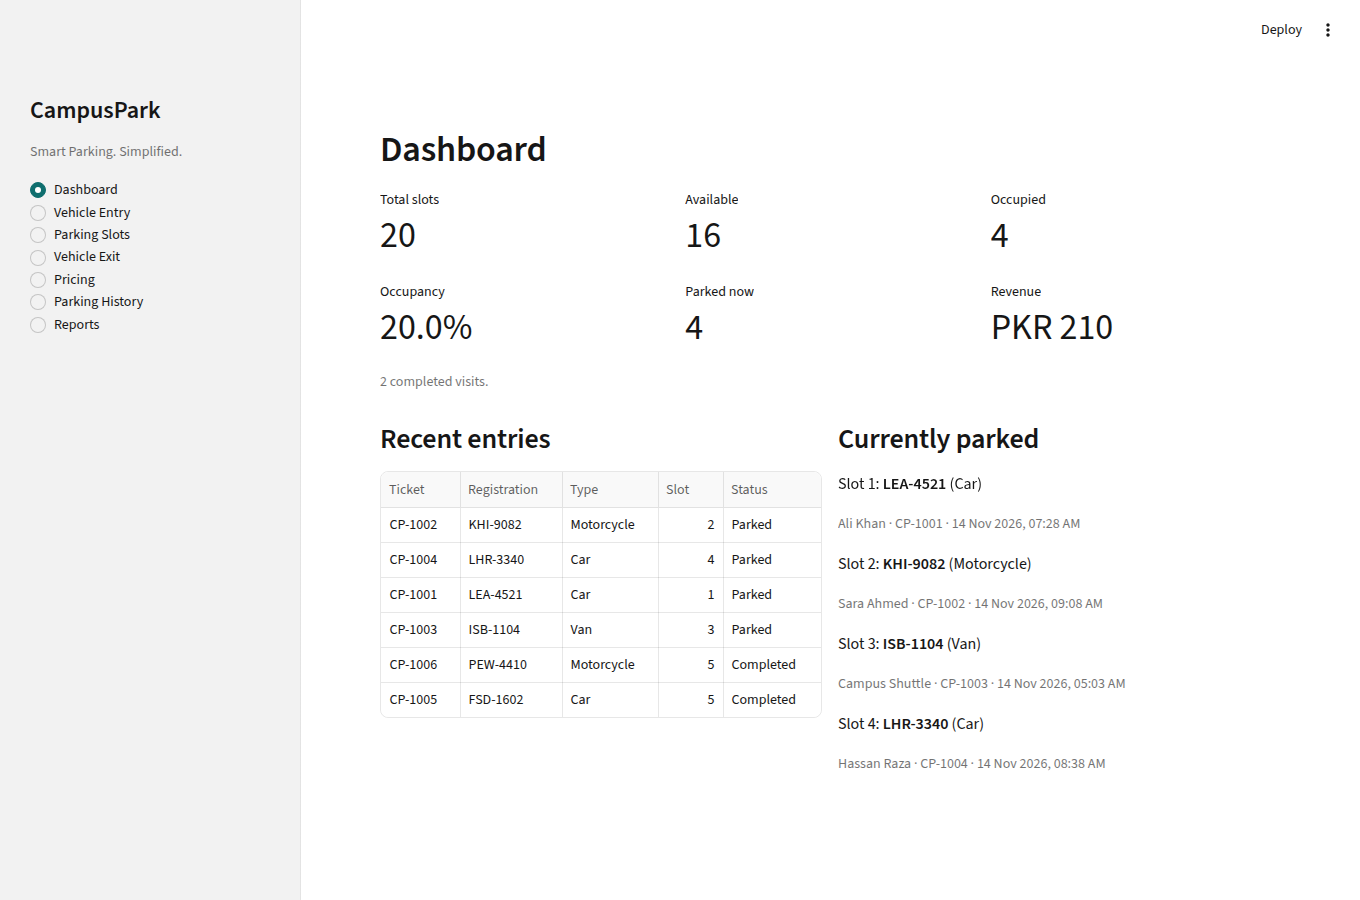 Deploy
CampusPark
Smart Parking. Simplified.
Dashboard
Vehicle Entry
Parking Slots
Vehicle Exit
Pricing
Parking History
Reports
Dashboard
Total slots Available Occupied
20 16 4
Occupancy Parked now Revenue
20.0% 4 PKR 210
2 completed visits.
Recent entries
Ticket Registration Type Slot Status
CP-1002 KHI-9082 Motorcycle 2 Parked
CP-1004 LHR-3340 Car 4 Parked
CP-1001 LEA-4521 Car 1 Parked
CP-1003 ISB-1104 Van 3 Parked
CP-1006 PEW-4410 Motorcycle 5 Completed
CP-1005 FSD-1602 Car 5 Completed
Currently parked
Slot 1: LEA-4521 (Car)
Ali Khan · CP-1001 · 14 Nov 2026, 07:28 AM
Slot 2: KHI-9082 (Motorcycle)
Sara Ahmed · CP-1002 · 14 Nov 2026, 09:08 AM
Slot 3: ISB-1104 (Van)
Campus Shuttle · CP-1003 · 14 Nov 2026, 05:03 AM
Slot 4: LHR-3340 (Car)
Hassan Raza · CP-1004 · 14 Nov 2026, 08:38 AM